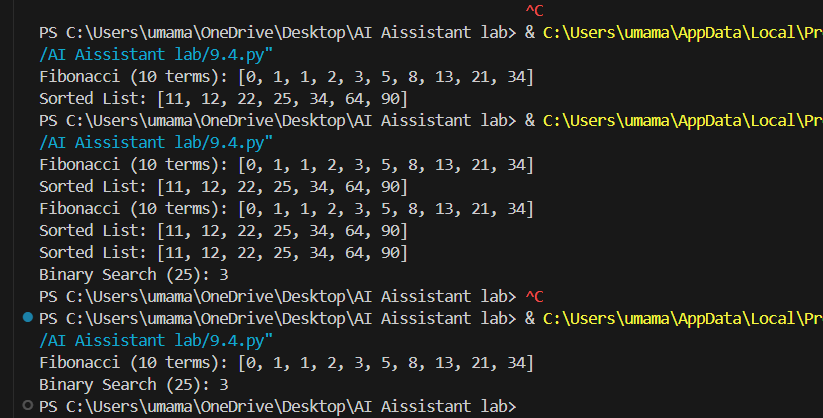 ^C
PS C:\Users\umama\OneDrive\Desktop\AI Aissistant lab> & C:\Users\umama\AppData\Local\Pr
/AI Aissistant lab/9.4.py"
Fibonacci (10 terms): [0, 1, 1, 2, 3, 5, 8, 13, 21, 34]
Sorted List: [11, 12, 22, 25, 34, 64, 90]
PS C:\Users\umama\OneDrive\Desktop\AI Aissistant lab> & C:\Users\umama\AppData\Local\Pr
/AI Aissistant lab/9.4.py"
Fibonacci (10 terms): [0, 1, 1, 2, 3, 5, 8, 13, 21, 34]
Sorted List: [11, 12, 22, 25, 34, 64, 90]
Fibonacci (10 terms): [0, 1, 1, 2, 3, 5, 8, 13, 21, 34]
Sorted List: [11, 12, 22, 25, 34, 64, 90]
Sorted List: [11, 12, 22, 25, 34, 64, 90]
Binary Search (25): 3
PS C:\Users\umama\OneDrive\Desktop\AI Aissistant lab> ^C
PS C:\Users\umama\OneDrive\Desktop\AI Aissistant lab> & C:\Users\umama\AppData\Local\Pr
/AI Aissistant lab/9.4.py"
Fibonacci (10 terms): [0, 1, 1, 2, 3, 5, 8, 13, 21, 34]
Binary Search (25): 3
PS C:\Users\umama\OneDrive\Desktop\AI Aissistant lab>